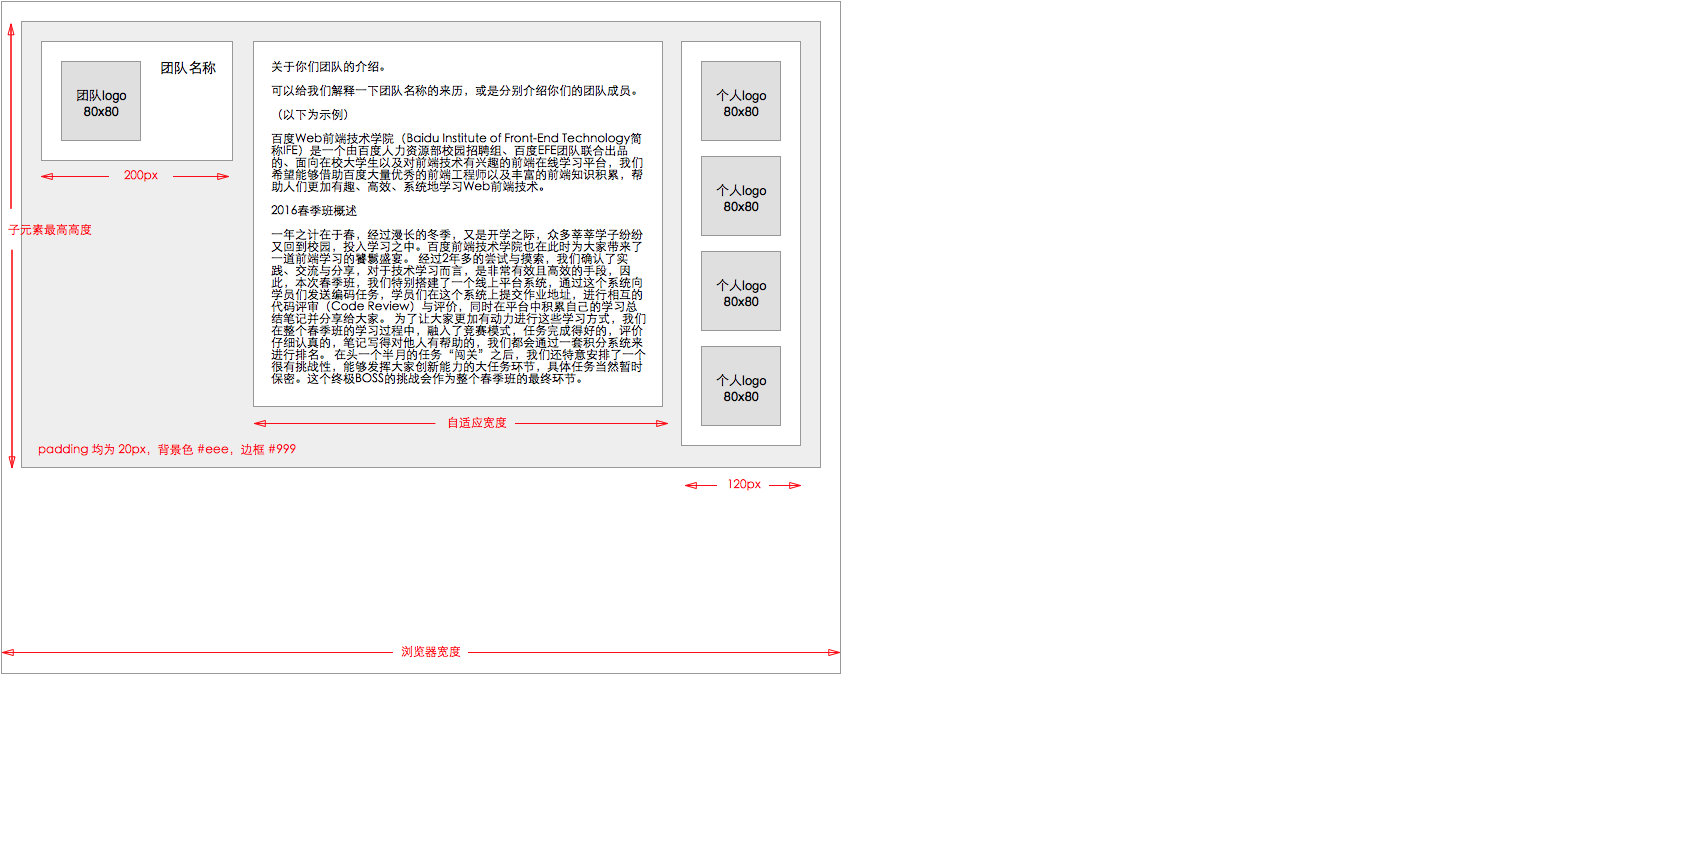 团队logo
80x80
团队名称
200px
子元素最高高度
padding 均为 20px，背景色 #eee，边框 #999
关于你们团队的介绍。
可以给我们解释一下团队名称的来历，或是分别介绍你们的团队成员。
（以下为示例）
百度Web前端技术学院（Baidu Institute of Front-End Technology简
称IFE）是一个由百度人力资源部校园招聘组、百度EFE团队联合出品
的、面向在校大学生以及对前端技术有兴趣的前端在线学习平台，我们
希望能够借助百度大量优秀的前端工程师以及丰富的前端知识积累，帮
助人们更加有趣、高效、系统地学习Web前端技术。
2016春季班概述
一年之计在于春，经过漫长的冬季，又是开学之际，众多莘莘学子纷纷
又回到校园，投入学习之中。百度前端技术学院也在此时为大家带来了
一道前端学习的饕鬄盛宴。 经过2年多的尝试与摸索，我们确认了实
践、交流与分享，对于技术学习而言，是非常有效且高效的手段，因
此，本次春季班，我们特别搭建了一个线上平台系统，通过这个系统向
学员们发送编码任务，学员们在这个系统上提交作业地址，进行相互的
代码评审（Code Review）与评价，同时在平台中积累自己的学习总
结笔记并分享给大家。 为了让大家更加有动力进行这些学习方式，我们
在整个春季班的学习过程中，融入了竞赛模式，任务完成得好的，评价
仔细认真的，笔记写得对他人有帮助的，我们都会通过一套积分系统来
进行排名。 在头一个半月的任务“闯关”之后，我们还特意安排了一个
很有挑战性，能够发挥大家创新能力的大任务环节，具体任务当然暂时
保密。这个终极BOSS的挑战会作为整个春季班的最终环节。
自适应宽度
个人logo
80x80
个人logo
80x80
个人logo
80x80
个人logo
80x80
120px
浏览器宽度